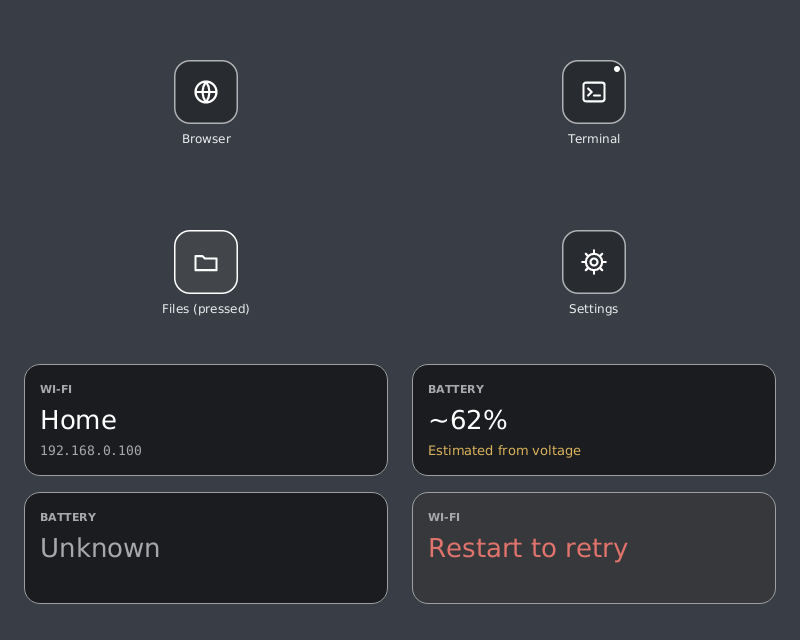 Browser
Terminal
Files (pressed)
Settings
WI-FI
Home
192.168.0.100
BATTERY
~62%
Estimated from voltage
BATTERY
Unknown
WI-FI
Restart to retry